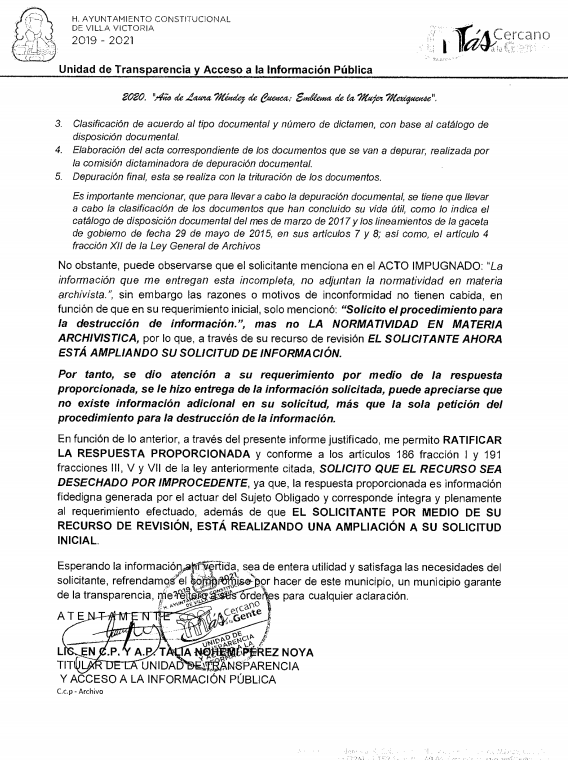 H. AYUNTAMIENTO CONSTITUCIONAL
DE VILLA VICTORIA
2019 - 2021
Más Cercano
a la Gente
Unidad de Transparencia y Acceso a la Información Pública
2020. "Año de Laura Méndez de Cuenca; Emblema de la Mujer Mexiquense".
3. Clasificación de acuerdo al tipo documental y número de dictamen, con base al catálogo de
disposición documental.
4. Elaboración del acta correspondiente de los documentos que se van a depurar, realizada por
la comisión dictaminadora de depuración documental.
5. Depuración final, esta se realiza con la trituración de los documentos.
Es importante mencionar, que para llevar a cabo la depuración documental, se tiene que llevar
a cabo la clasificación de los documentos que han concluido su vida útil, como lo indica el
catálogo de disposición documental del mes de marzo de 2017 y los lineamientos de la gaceta
de gobierno de fecha 29 de mayo de 2015, en sus artículos 7 y 8; así como, el artículo 4
fracción XII de la Ley General de Archivos
No obstante, puede observarse que el solicitante menciona en el ACTO IMPUGNADO: "La
información que me entregan esta incompleta, no adjuntan la normatividad en materia
archivista.", sin embargo las razones o motivos de inconformidad no tienen cabida, en
función de que en su requerimiento inicial, solo mencionó: "Solicito el procedimiento para
la destrucción de información.", mas no LA NORMATIVIDAD EN MATERIA
ARCHIVISTICA, por lo que, a través de su recurso de revisión EL SOLICITANTE AHORA
ESTÁ AMPLIANDO SU SOLICITUD DE INFORMACIÓN.
Por tanto, se dio atención a su requerimiento por medio de la respuesta
proporcionada, se le hizo entrega de la información solicitada, puede apreciarse que
no existe información adicional en su solicitud, más que la sola petición del
procedimiento para la destrucción de la información.
En función de lo anterior, a través del presente informe justificado, me permito RATIFICAR
LA RESPUESTA PROPORCIONADA y conforme a los artículos 186 fracción I y 191
fracciones III, V y VII de la ley anteriormente citada, SOLICITO QUE EL RECURSO SEA
DESECHADO POR IMPROCEDENTE, ya que, la respuesta proporcionada es información
fidedigna generada por el actuar del Sujeto Obligado y corresponde integra y plenamente
al requerimiento efectuado, además de que EL SOLICITANTE POR MEDIO DE SU
RECURSO DE REVISIÓN, ESTÁ REALIZANDO UNA AMPLIACIÓN A SU SOLICITUD
INICIAL.
Esperando la información ahí vertida, sea de entera utilidad y satisfaga las necesidades del
solicitante, refrendamos el compromiso por hacer de este municipio, un municipio garante
de la transparencia, me reitero a sus órdenes para cualquier aclaración.
2019 2021
H. AYUNTAMIENTO CONSTITUCIONAL
DE VILLA VICTORIA
Cercano
a la Gente
UNIDAD DE
TRANSPARENCIA
A T E N T A M E N T E
LIC. EN C.P. Y A.P. TALIA NOHEMI PÉREZ NOYA
TITULAR DE LA UNIDAD DE TRANSPARENCIA
Y ACCESO A LA INFORMACIÓN PÚBLICA
C.c.p - Archivo